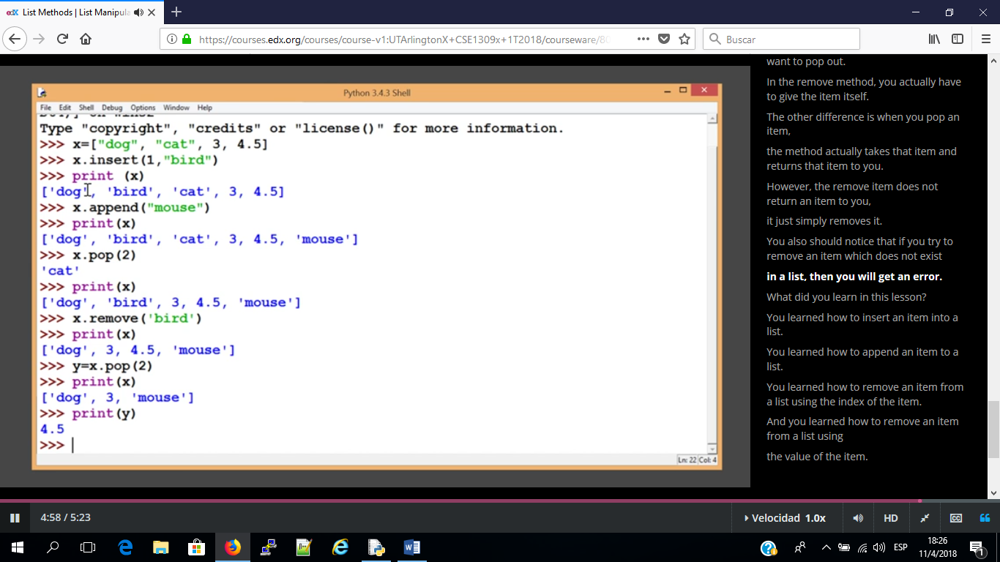 edX List Methods | List Manipula
https://courses.edx.org/courses/course-v1:UTArlingtonX+CSE1309x+1T2018/courseware/80
Buscar
Python 3.4.3 Shell
File Edit Shell Debug Options Window Help
Type "copyright", "credits" or "license()" for more information.
>>> x=["dog", "cat", 3, 4.5]
>>> x.insert(1,"bird")
>>> print (x)
['dog', 'bird', 'cat', 3, 4.5]
>>> x.append("mouse")
>>> print(x)
['dog', 'bird', 'cat', 3, 4.5, 'mouse']
>>> x.pop(2)
'cat'
>>> print(x)
['dog', 'bird', 3, 4.5, 'mouse']
>>> x.remove('bird')
>>> print(x)
['dog', 3, 4.5, 'mouse']
>>> y=x.pop(2)
>>> print(x)
['dog', 3, 'mouse']
>>> print(y)
4.5
>>>
Ln: 22 Col: 4
want to pop out.
In the remove method, you actually have
to give the item itself.
The other difference is when you pop an
item,
the method actually takes that item and
returns that item to you.
However, the remove item does not
return an item to you,
it just simply removes it.
You also should notice that if you try to
remove an item which does not exist
in a list, then you will get an error.
What did you learn in this lesson?
You learned how to insert an item into a
list.
You learned how to append an item to a
list.
You learned how to remove an item from
a list using the index of the item.
And you learned how to remove an item
from a list using
the value of the item.
4:58 / 5:23
Velocidad 1.0x
HD
CC
ESP
18:26
11/4/2018
1